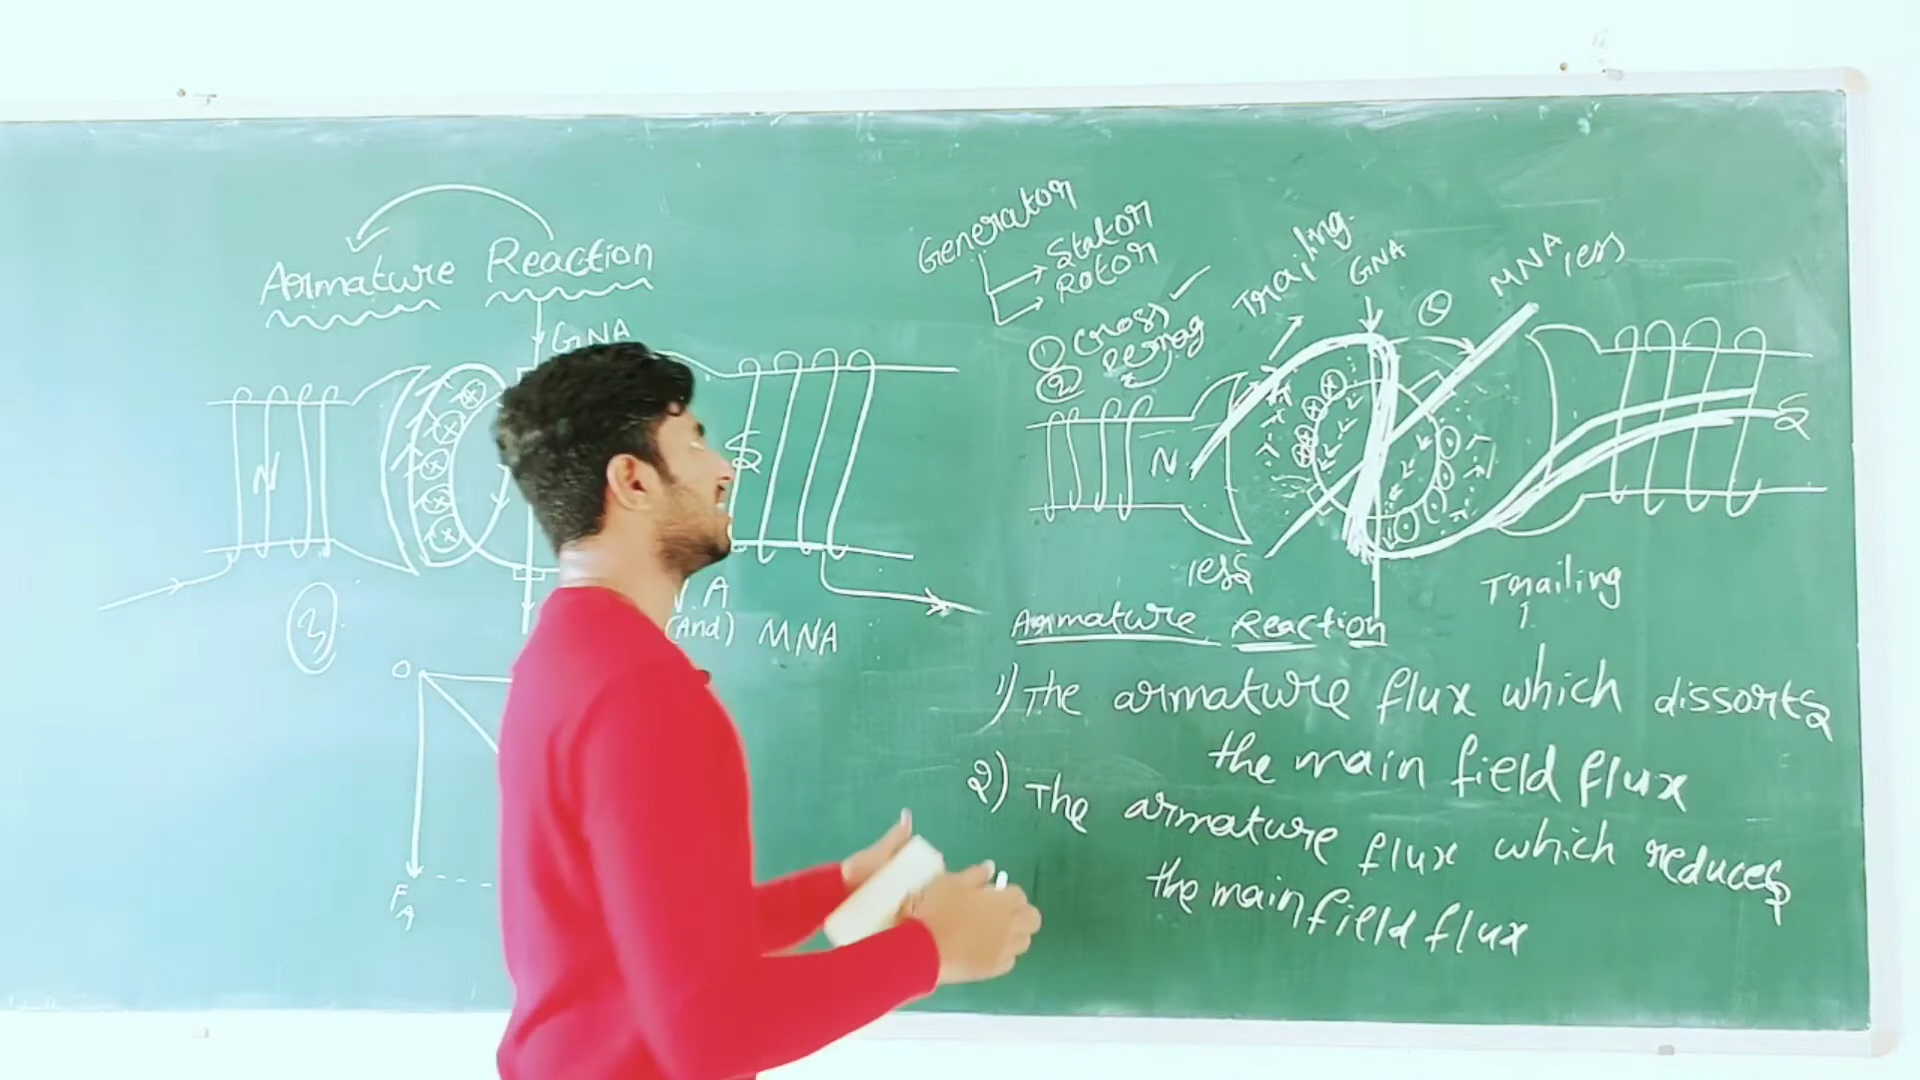 Armature Reaction
GNA
N
S
3
(And) MNA
O
F
A
Generator
Stator
Rotor
① Cross
②
Trailing
GNA
MNA
less
N
S
less
Trailing
Armature Reaction
1) The armature flux which dissorts
the main field flux
2) The armature flux which reduces
the main field flux